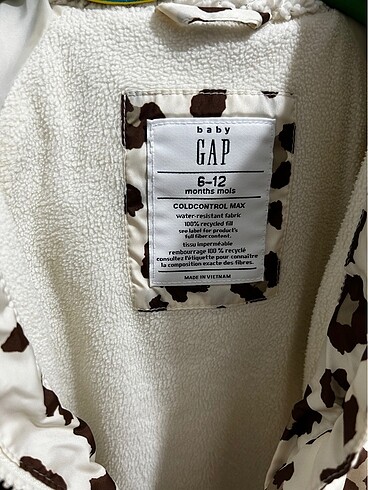 baby
GAP
6-12
months mois
COLDCONTROL MAX
water-resistant fabric
100% recycled fill
see label for product's
full fiber content.
tissu imperméable
rembourrage 100 % recyclé
consultez l'étiquette pour connaître
la composition exacte des fibres.
MADE IN VIETNAM